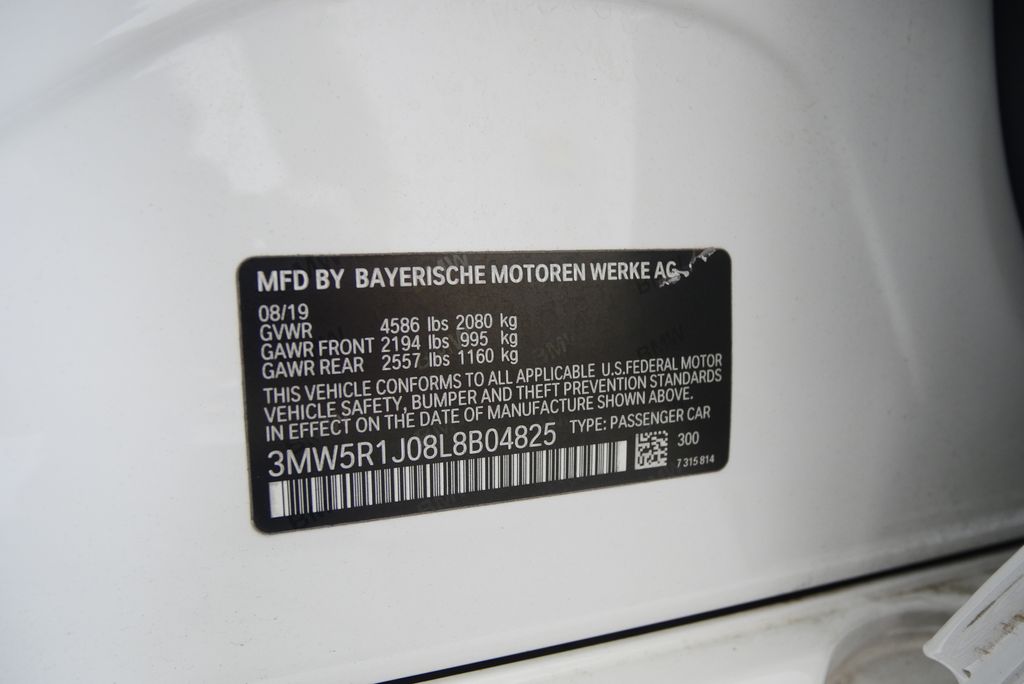 MFD BY BAYERISCHE MOTOREN WERKE AG
08/19
GVWR 4586 lbs 2080 kg
GAWR FRONT 2194 lbs 995 kg
GAWR REAR 2557 lbs 1160 kg
THIS VEHICLE CONFORMS TO ALL APPLICABLE U.S.FEDERAL MOTOR
VEHICLE SAFETY, BUMPER AND THEFT PREVENTION STANDARDS
IN EFFECT ON THE DATE OF MANUFACTURE SHOWN ABOVE.
3MW5R1J08L8B04825 TYPE: PASSENGER CAR
300
7 315 814